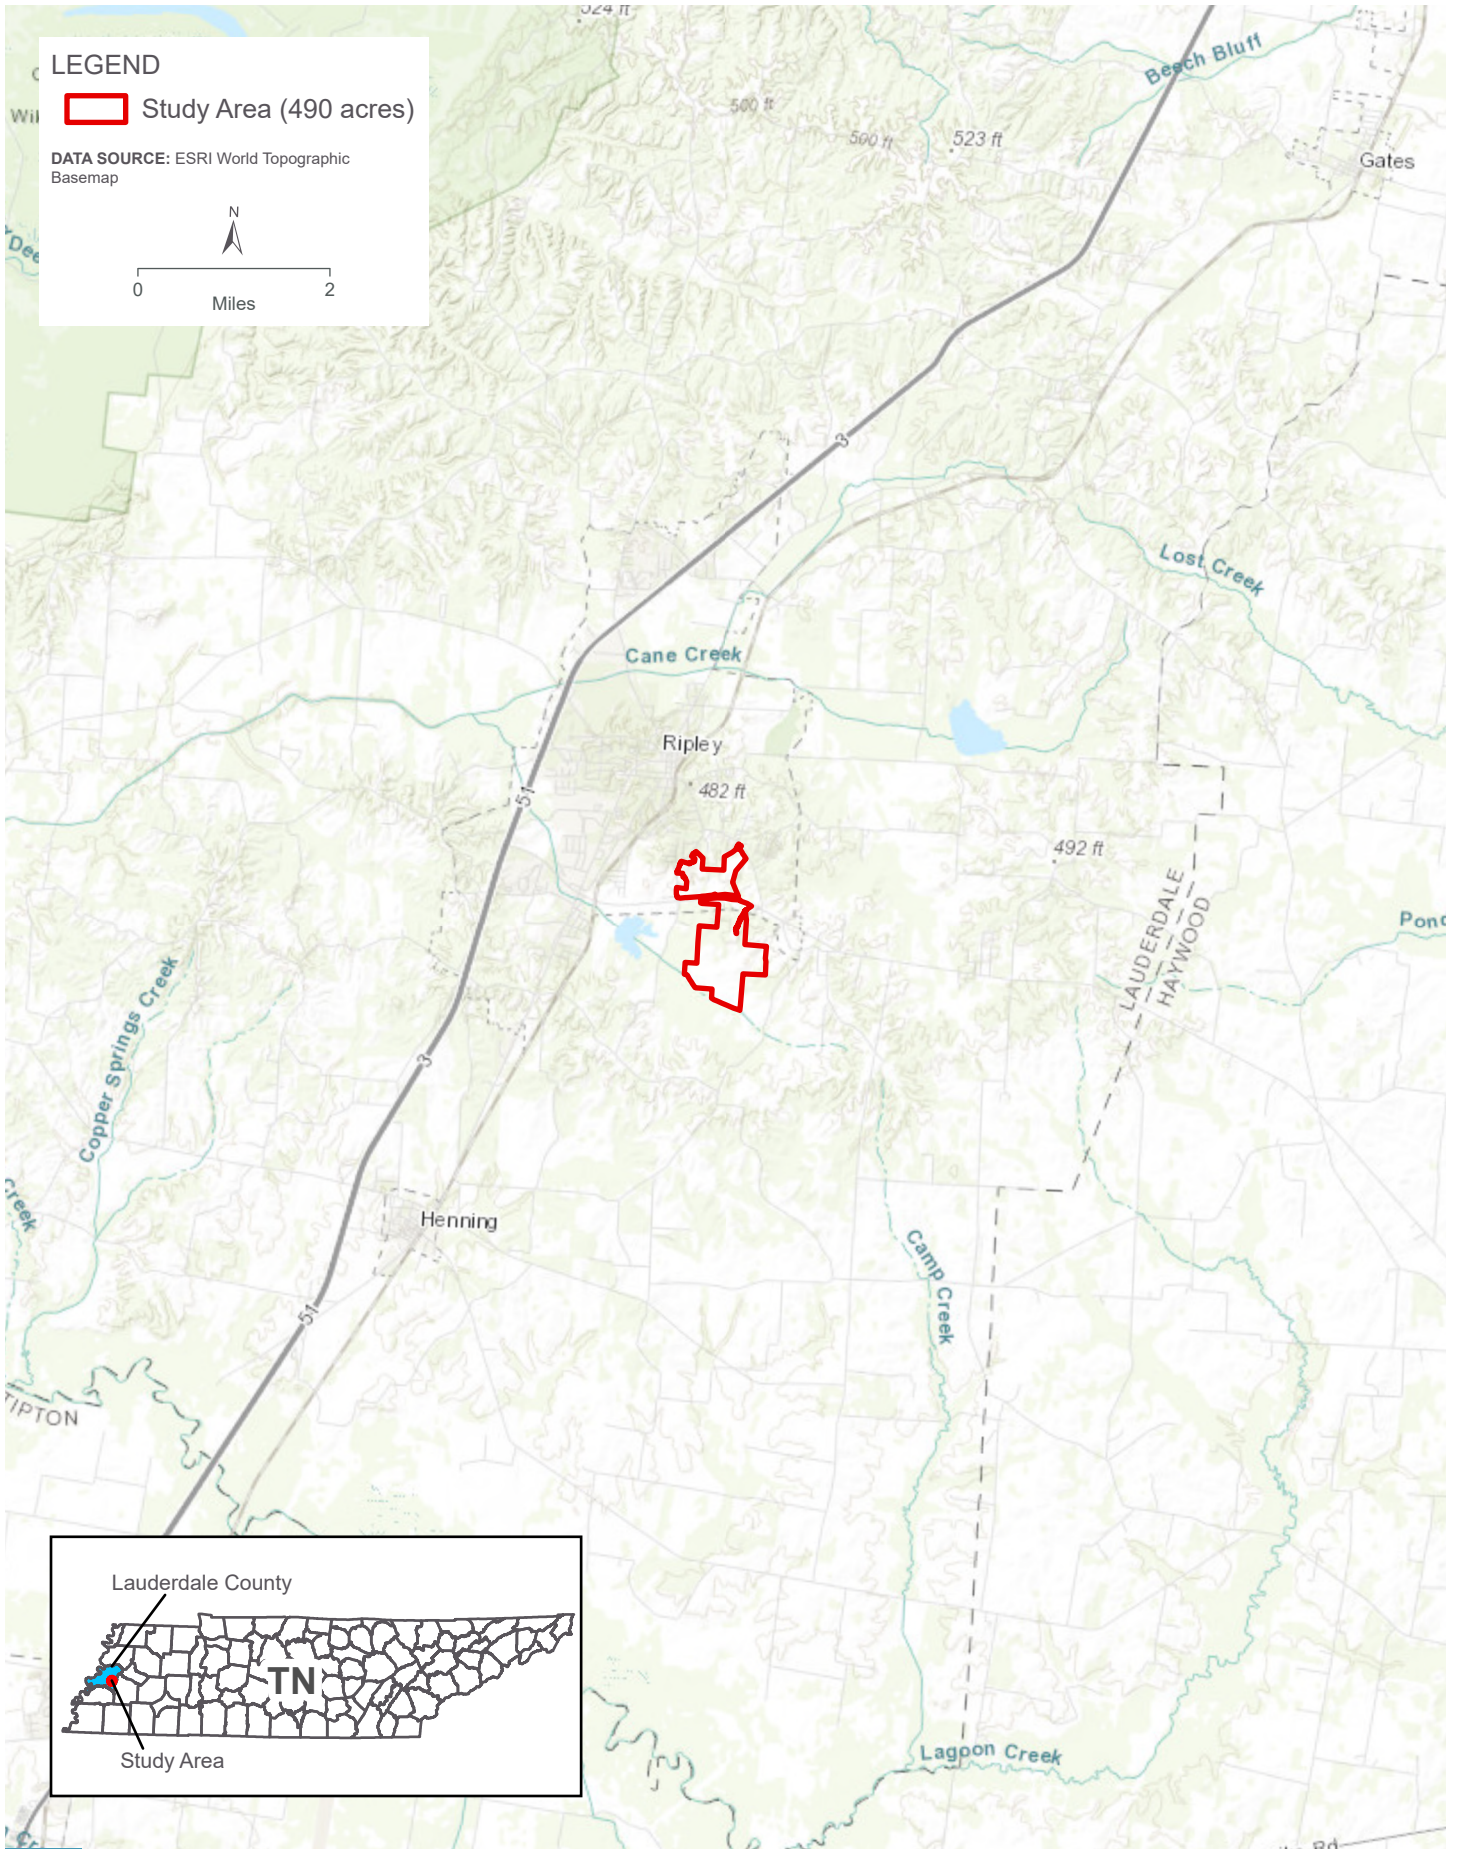 524 ft
LEGEND
Study Area (490 acres)
DATA SOURCE: ESRI World Topographic
Basemap
N
0
2
Miles
Beech Bluff
500 ft
500 ft
523 ft
Gates
3
Lost Creek
Cane Creek
Ripley
482 ft
51
492 ft
LAUDERDALE
HAYWOOD
Copper Springs Creek
3
Creek
Henning
Camp Creek
51
TIPTON
Lauderdale County
TN
Study Area
Lagoon Creek
Rd